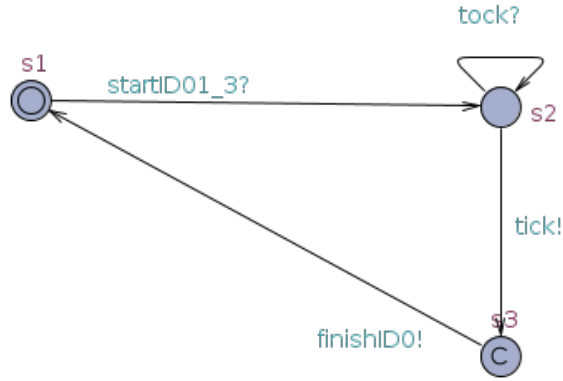 tock?
s1
startID01_3?
s2
tick!
s3
finishID0!
C